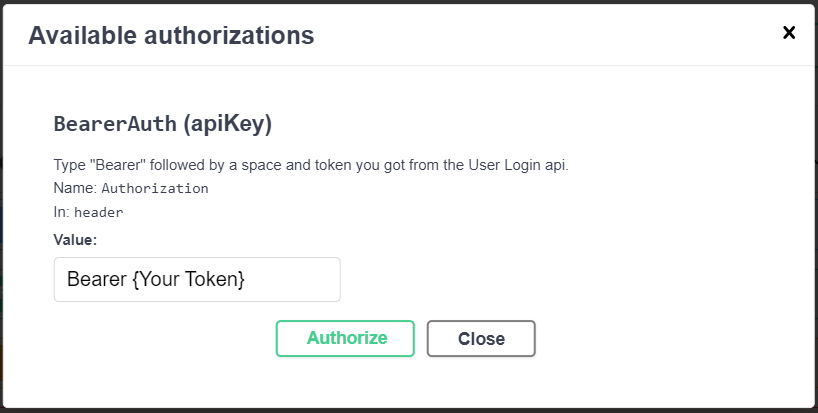 Available authorizations
×
BearerAuth (apiKey)
Type "Bearer" followed by a space and token you got from the User Login api.
Name: Authorization
In: header
Value:
Bearer {Your Token}
Authorize Close